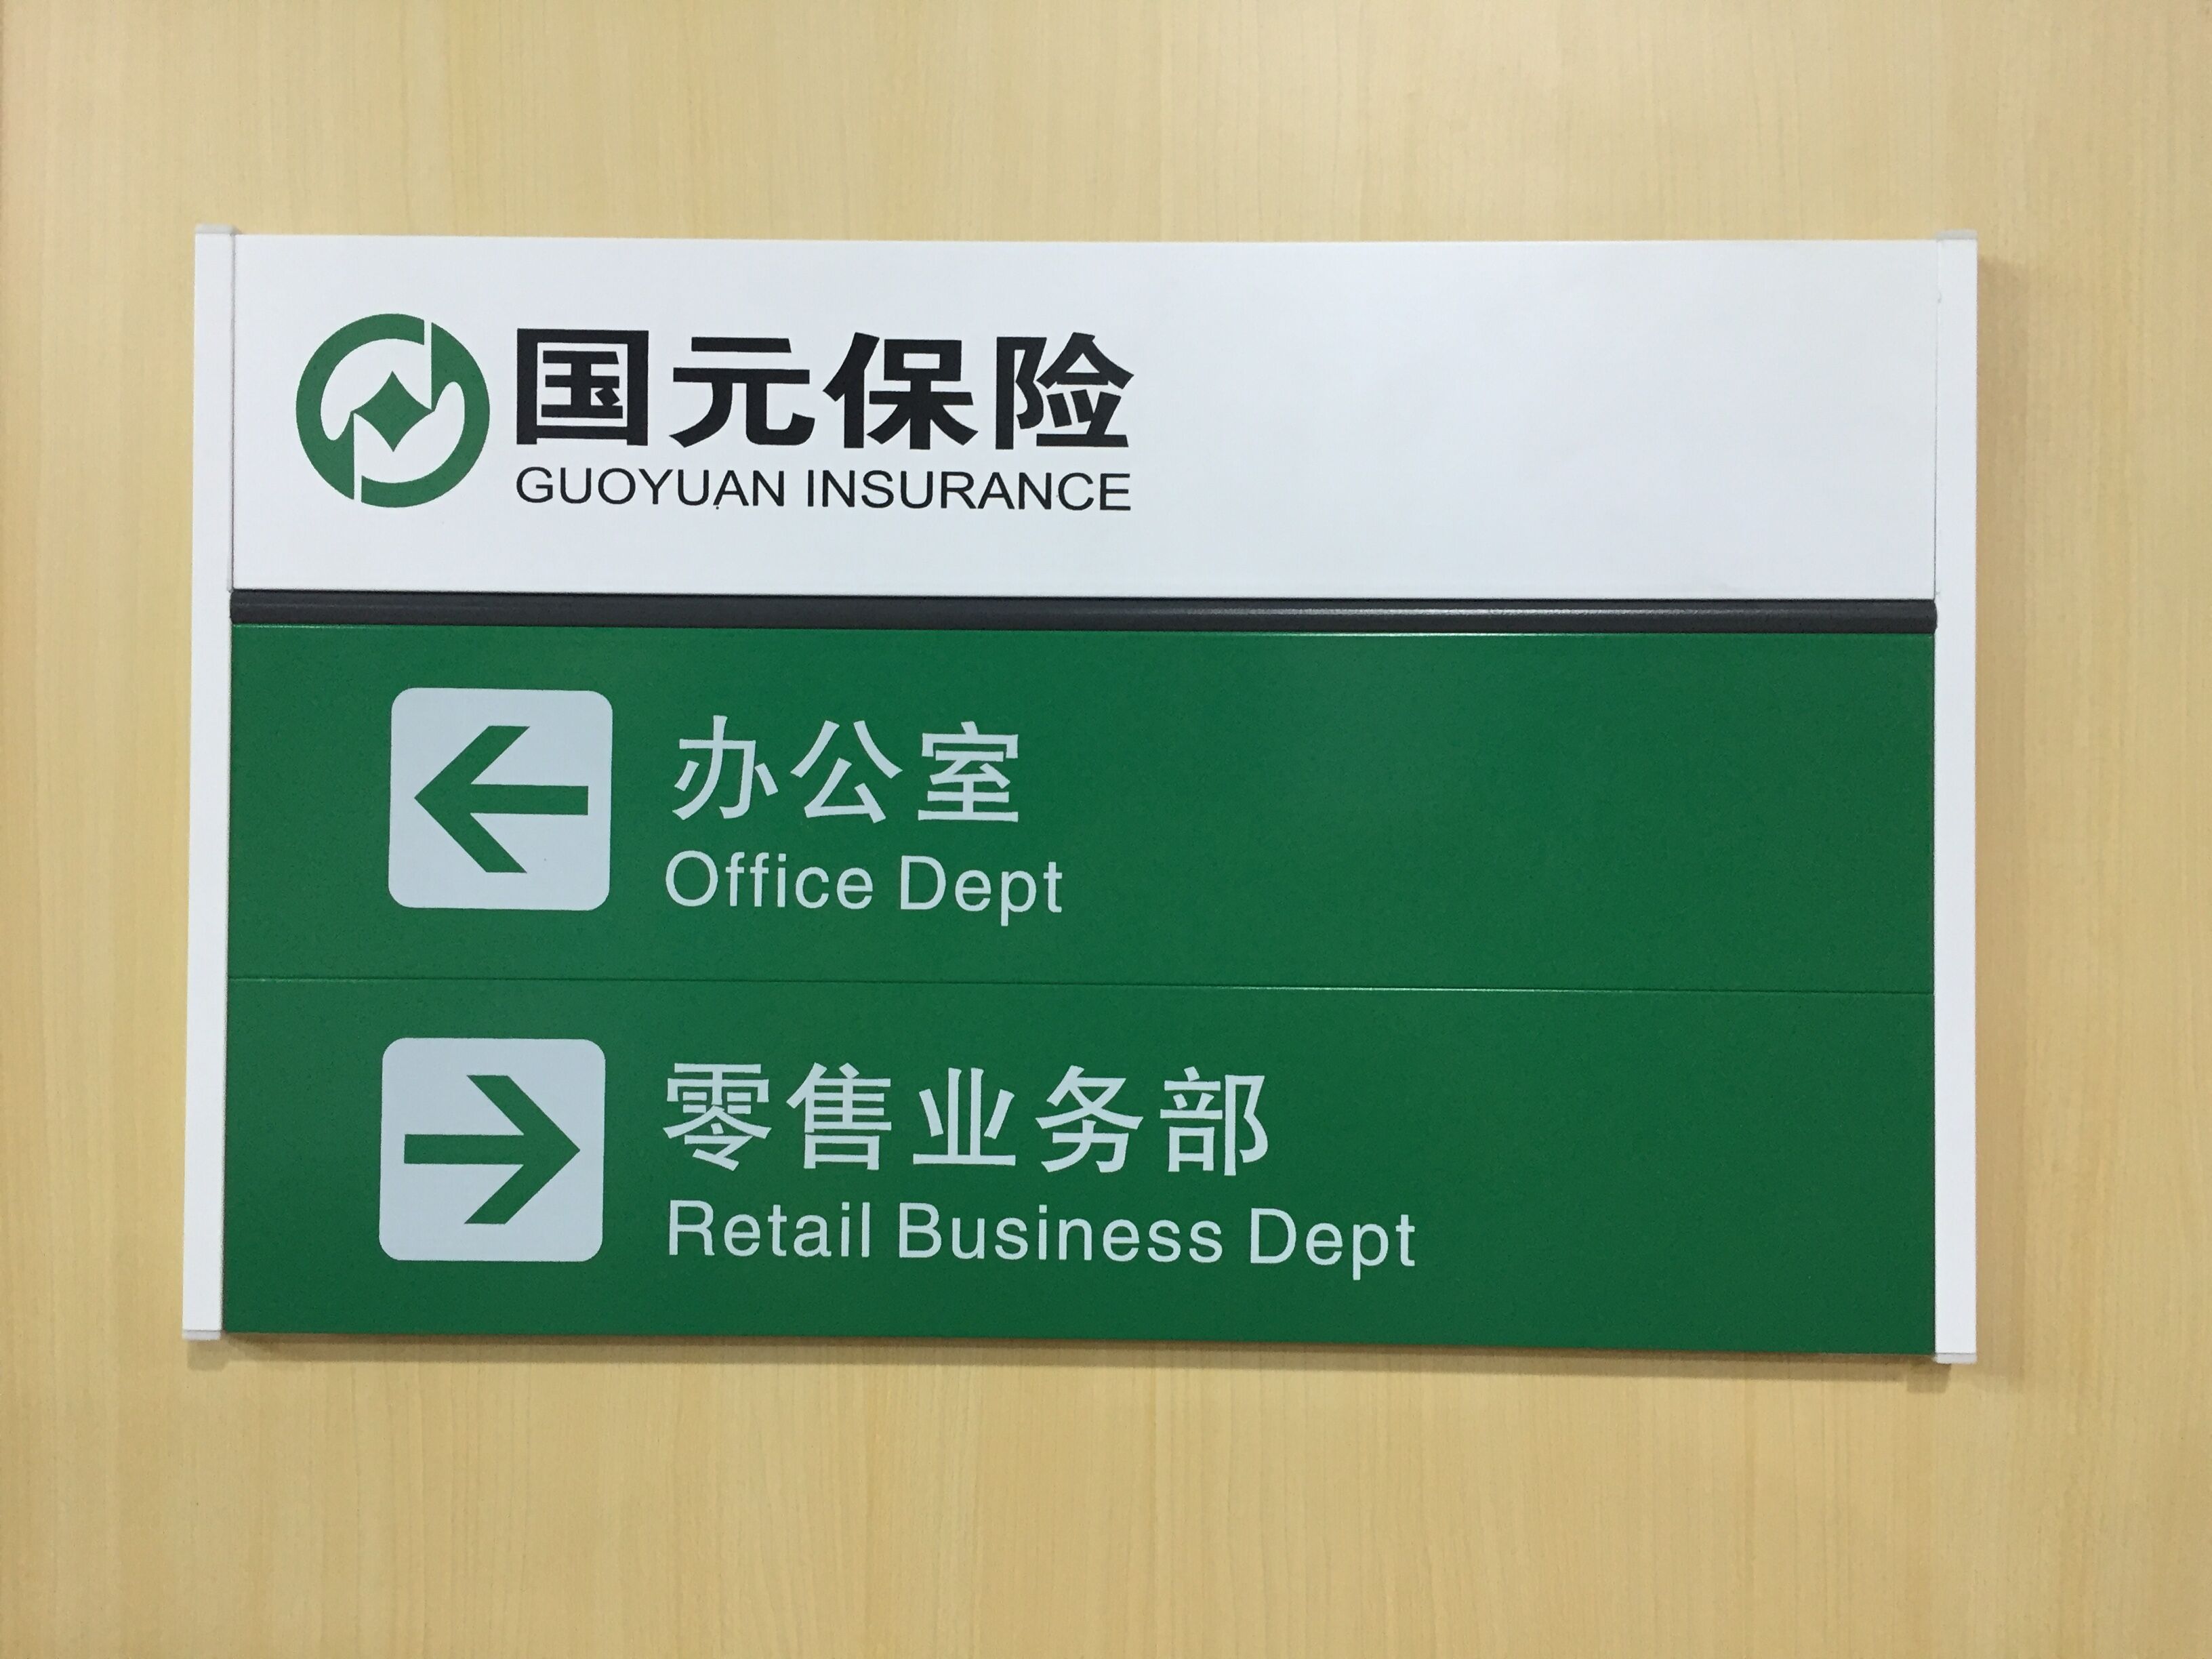 国元保险
GUOYUAN INSURANCE
办公室
Office Dept
零售业务部
Retail Business Dept